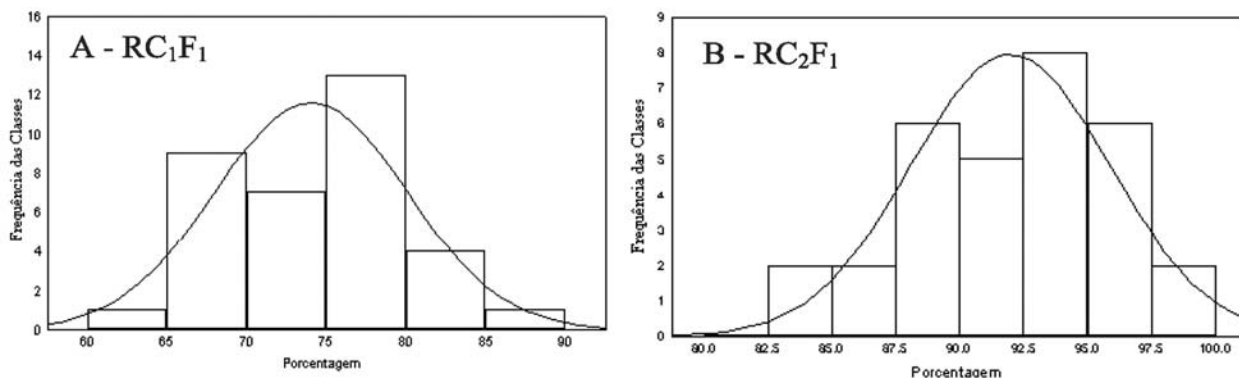 A - RC₁F₁
Frequência das Classes
16
14
12
10
8
6
4
2
0
60 65 70 75 80 85 90
Porcentagem
B - RC₂F₁
Frequência das Classes
9
8
7
6
5
4
3
2
1
0
80.0 82.5 85.0 87.5 90.0 92.5 95.0 97.5 100.0
Porcentagem